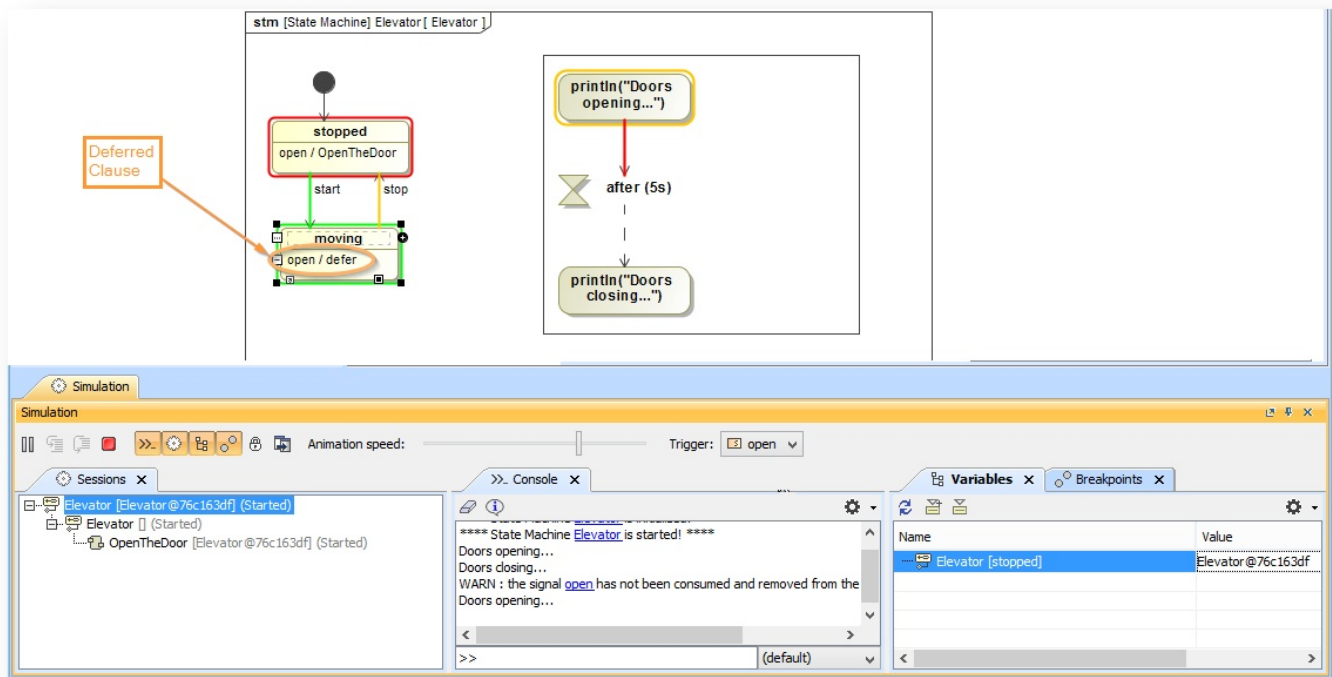 stm [State Machine] Elevator [ Elevator ]
println("Doors
opening...")
stopped
open / OpenTheDoor
Deferred
Clause
start
stop
after (5s)
moving
open / defer
println("Doors
closing...")
Simulation
Simulation
Animation speed:
Trigger:
open
Sessions
Console
Variables
Breakpoints
Elevator [Elevator@76c163df] (Started)
Elevator [] (Started)
OpenTheDoor [Elevator@76c163df] (Started)
**** State Machine Elevator is started! ****
Doors opening...
Doors closing...
WARN : the signal open has not been consumed and removed from the
Doors opening...
>>
(default)
Name
Value
Elevator [stopped]
Elevator@76c163df